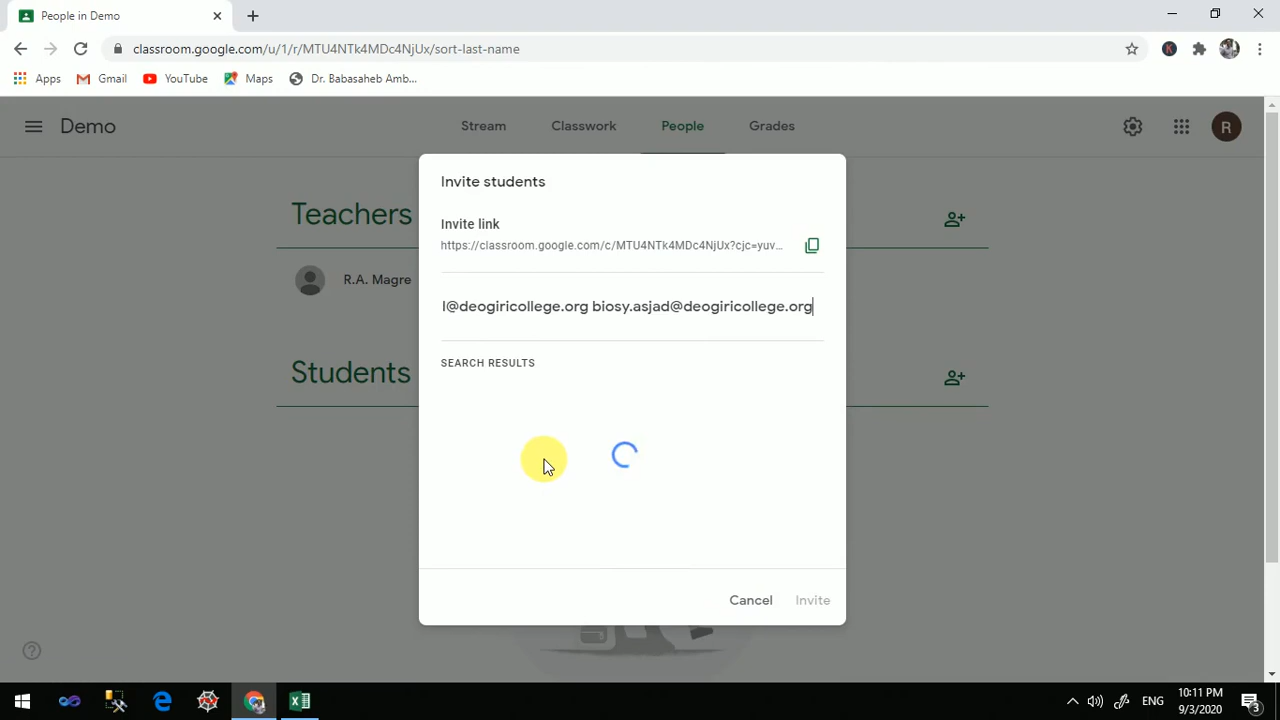 People in Demo
classroom.google.com/u/1/r/MTU4NTk4MDc4NjUx/sort-last-name
Apps Gmail YouTube Maps Dr. Babasaheb Amb...
K
Demo Stream Classwork People Grades R
Invite students
Teachers
Invite link
https://classroom.google.com/c/MTU4NTk4MDc4NjUx?cjc=yuv...
R.A. Magre
l@deogiricollege.org biosy.asjad@deogiricollege.org
SEARCH RESULTS
Students
Cancel Invite
10:11 PM
ENG
9/3/2020
3